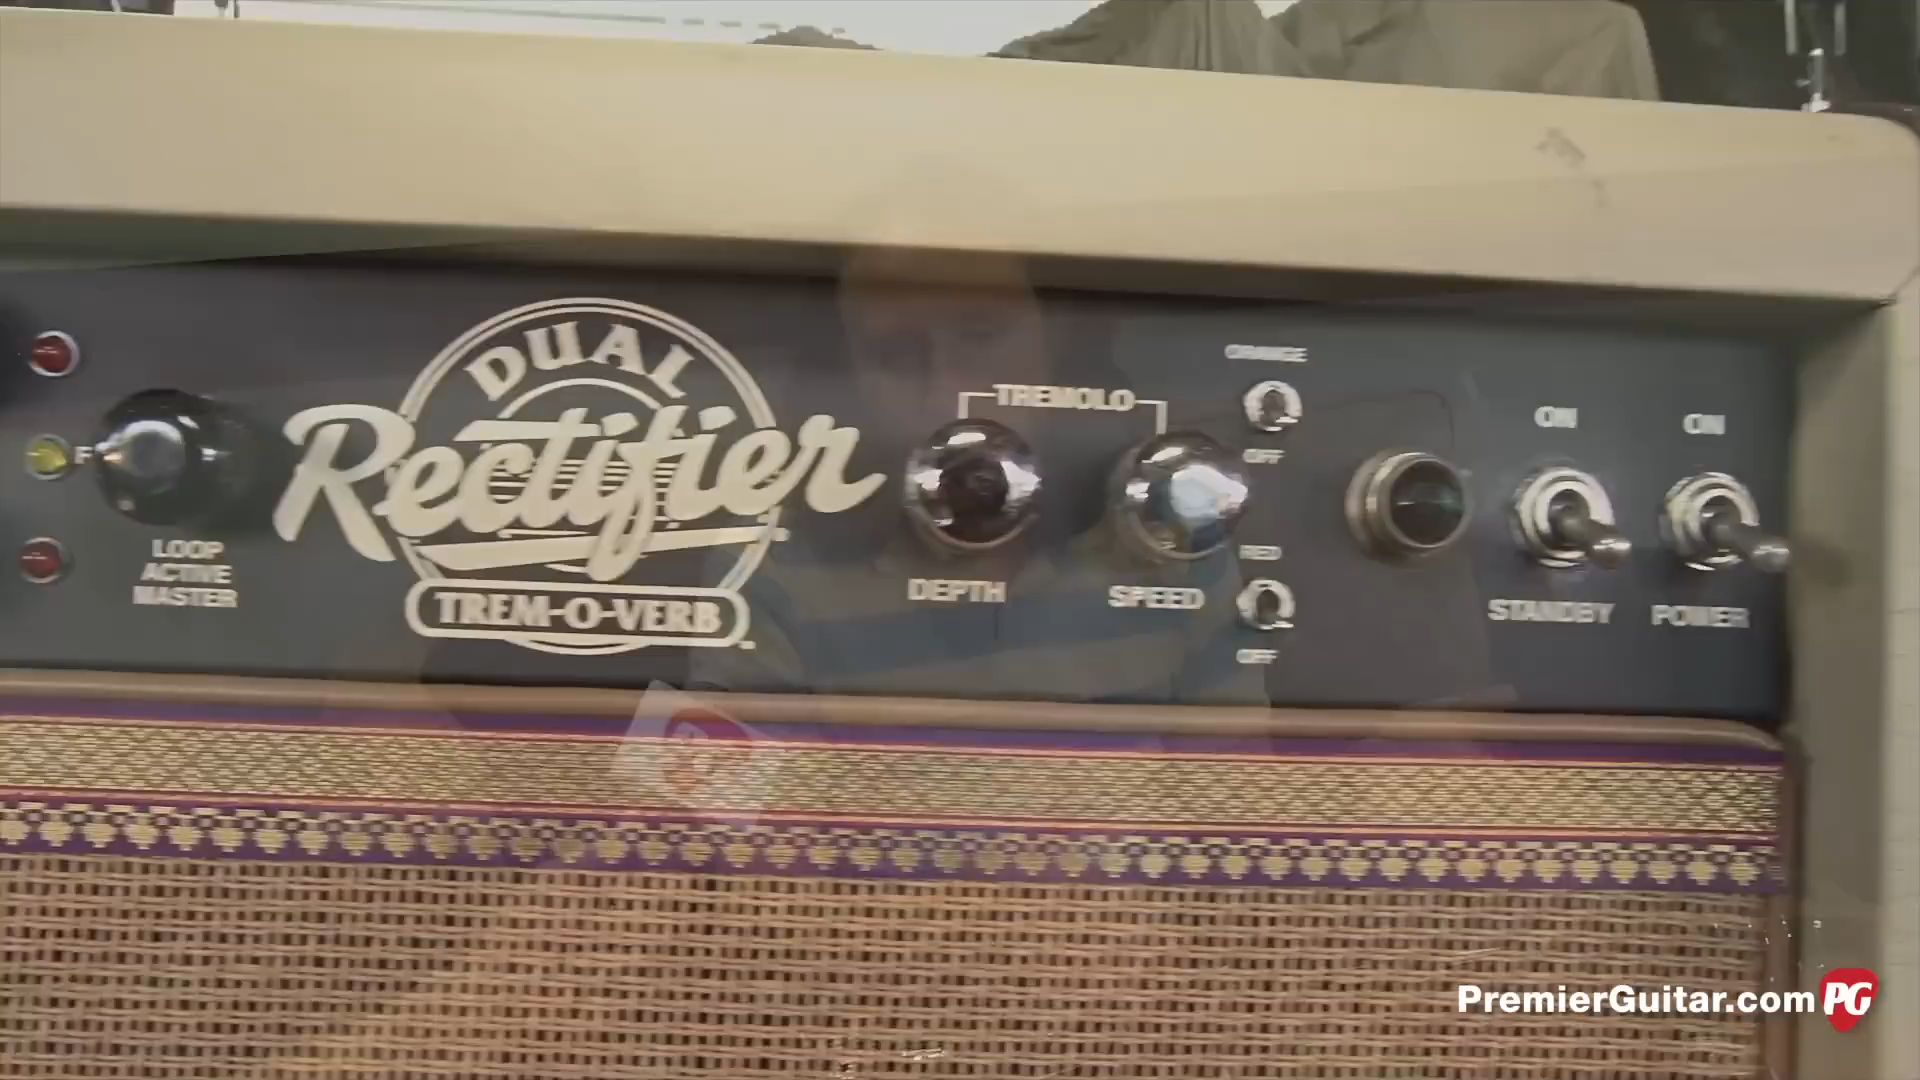 DUAL
Rectifier
TREM-O-VERB
LOOP
ACTIVE
MASTER
TREMOLO
DEPTH
SPEED
ORANGE
OFF
RED
OFF
ON
STANDBY
ON
POWER
PremierGuitar.com PG